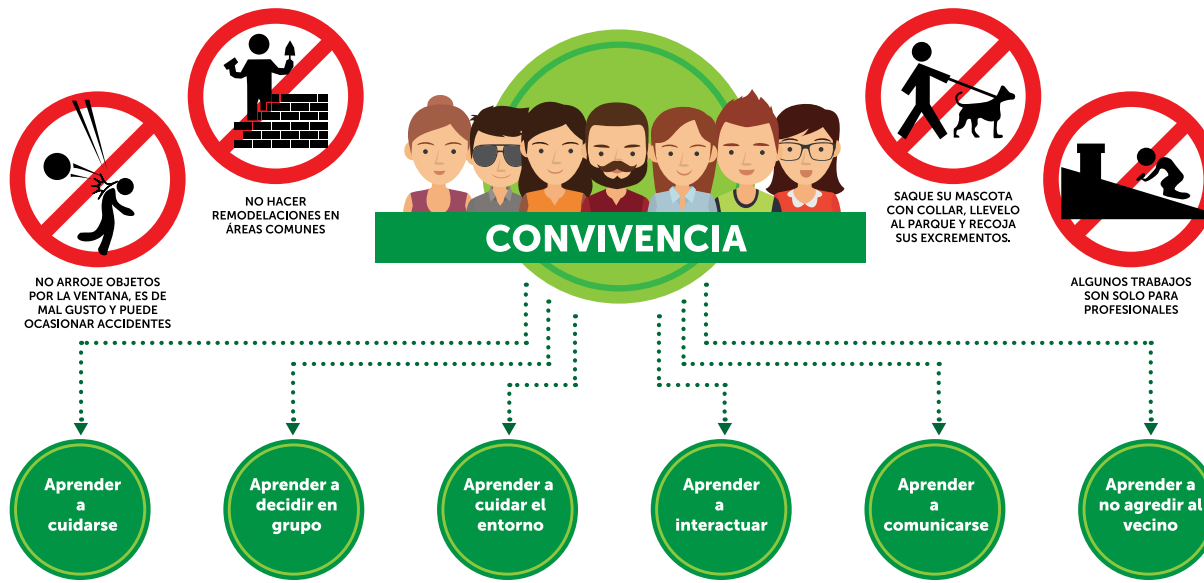 NO ARROJE OBJETOS
POR LA VENTANA, ES DE
MAL GUSTO Y PUEDE
OCASIONAR ACCIDENTES
NO HACER
REMODELACIONES EN
ÁREAS COMUNES
CONVIVENCIA
SAQUE SU MASCOTA
CON COLLAR, LLEVELO
AL PARQUE Y RECOJA
SUS EXCREMENTOS.
ALGUNOS TRABAJOS
SON SOLO PARA
PROFESIONALES
Aprender
a
cuidarse
Aprender a
decidir en
grupo
Aprender a
cuidar el
entorno
Aprender
a
interactuar
Aprender
a
comunicarse
Aprender a
no agredir al
vecino